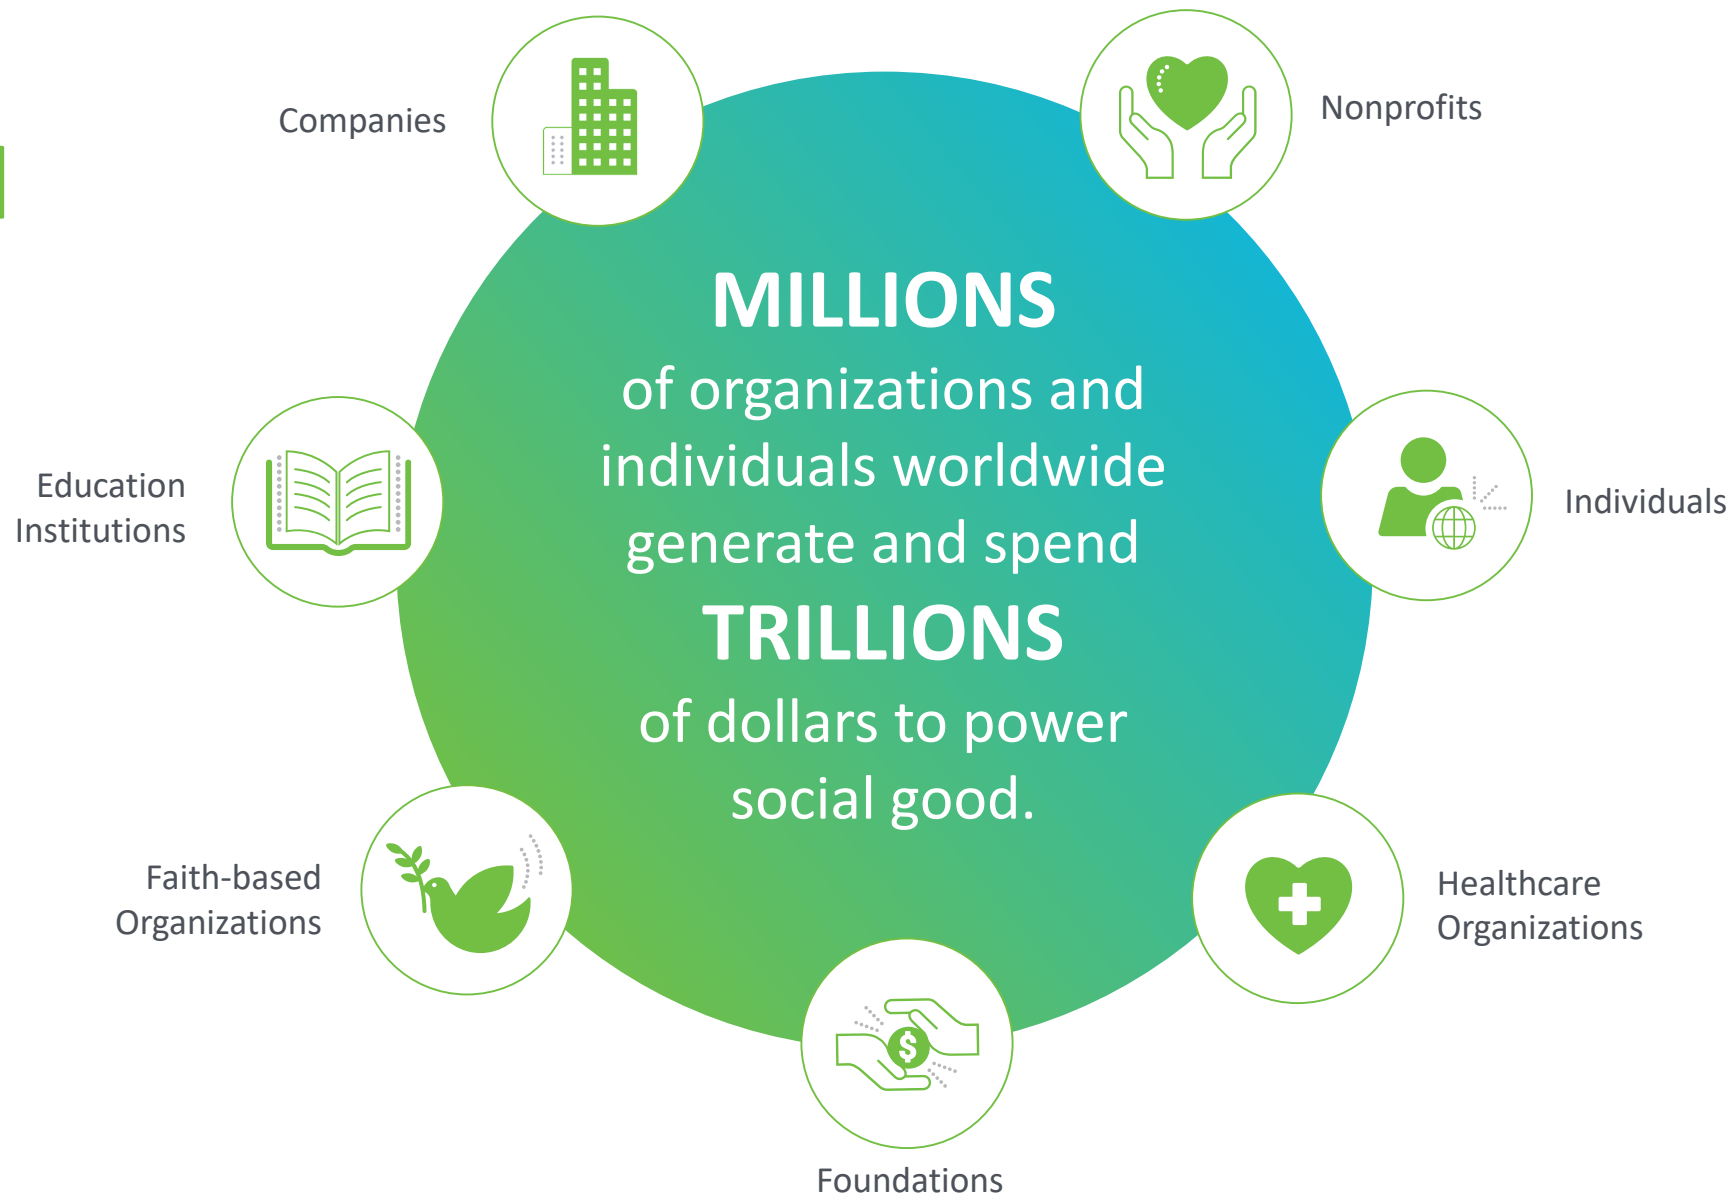 Companies
Nonprofits
MILLIONS
of organizations and
individuals worldwide
generate and spend
TRILLIONS
of dollars to power
social good.
Education
Institutions
Individuals
Faith-based
Organizations
Healthcare
Organizations
$
Foundations